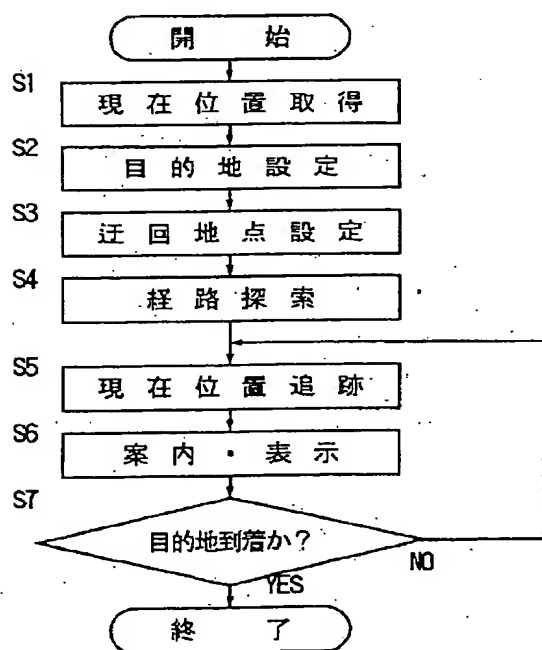 開始
S1
現在位置取得
S2
目的地設定
S3
迂回地点設定
S4
経路探索
S5
現在位置追跡
S6
案内・表示
S7
目的地到着か?
NO
YES
終了